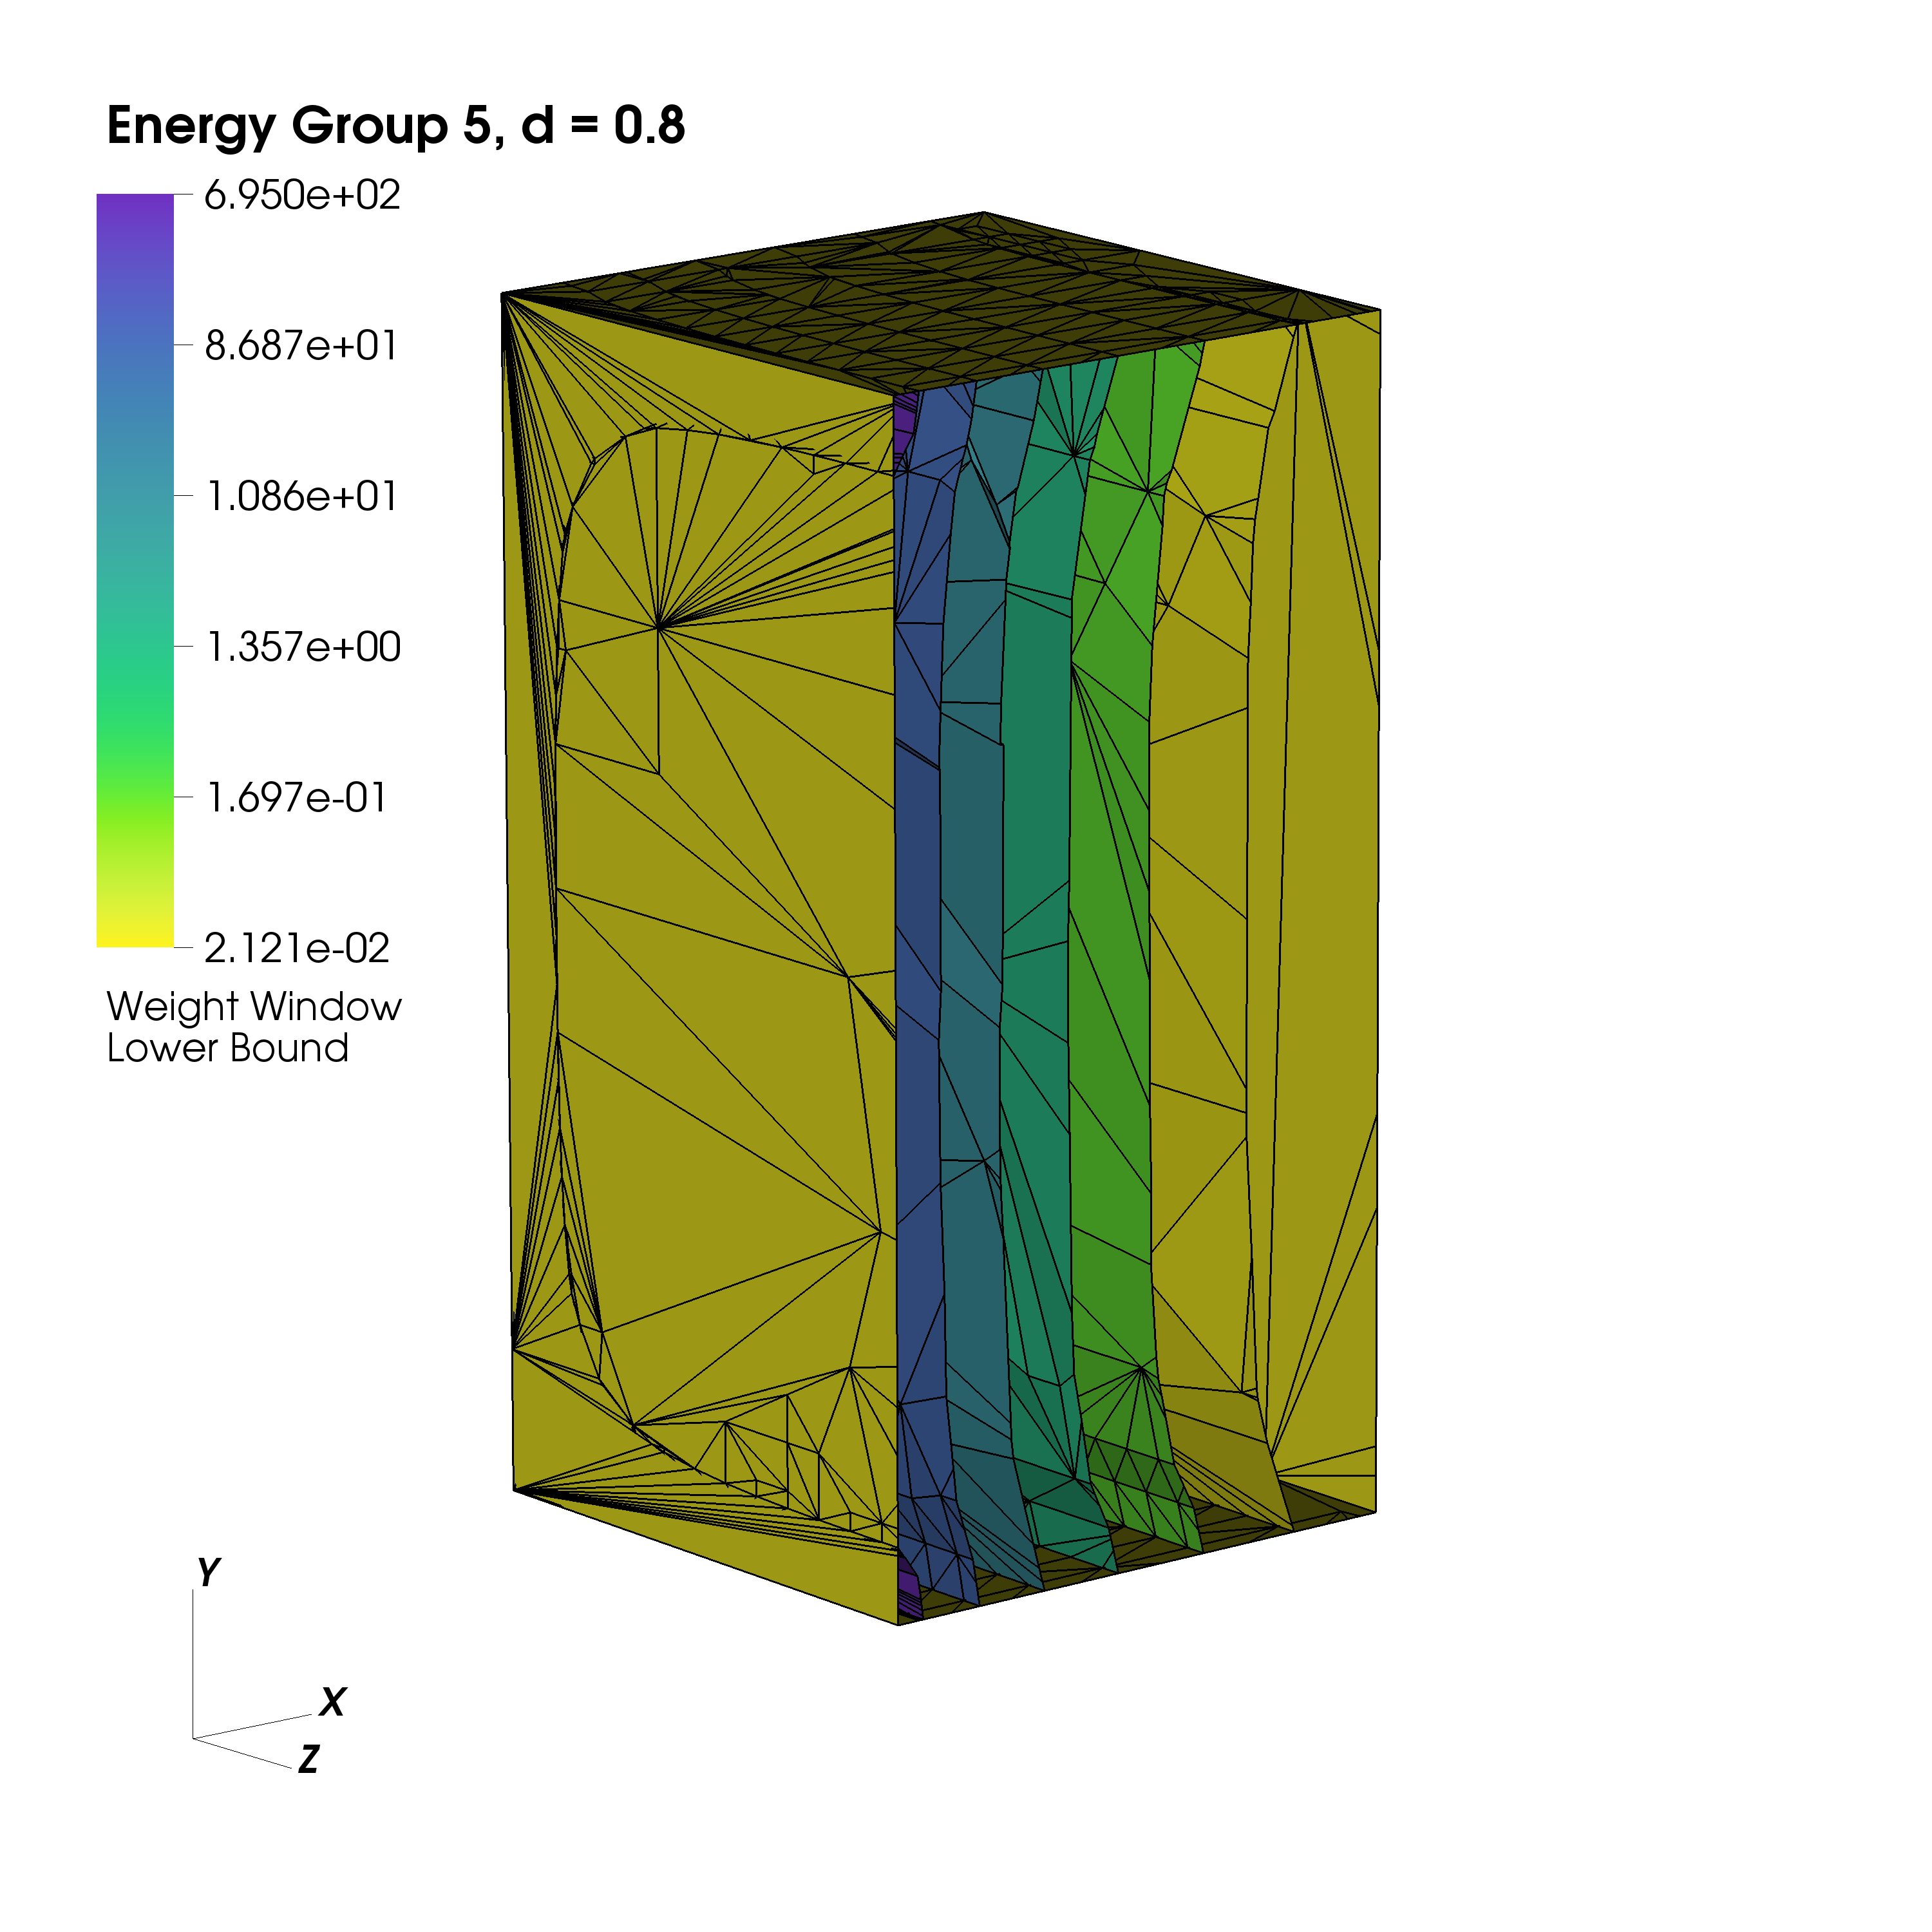 Energy Group 5, d = 0.8
6.950e+02
8.687e+01
1.086e+01
1.357e+00
1.697e-01
2.121e-02
Weight Window
Lower Bound
Y
X
Z